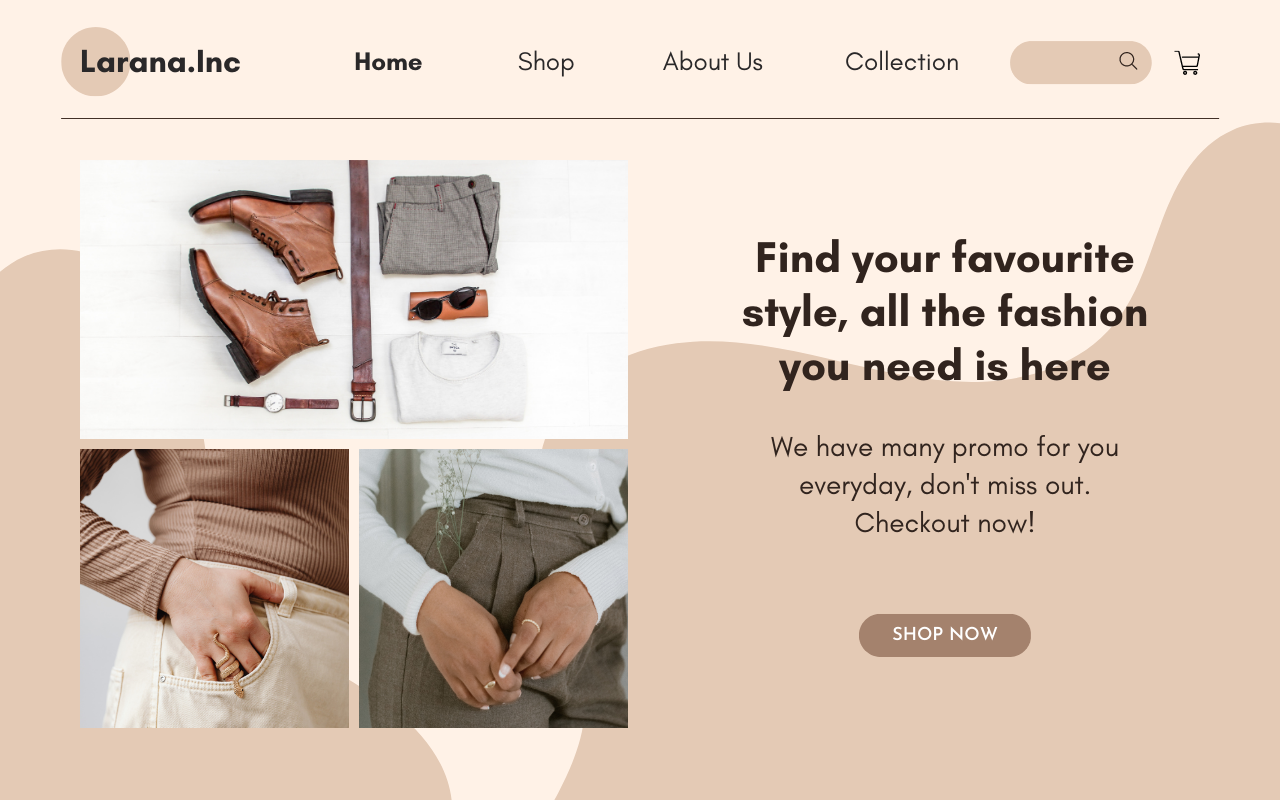 Larana.Inc
Home
Shop
About Us
Collection
Find your favourite
style, all the fashion
you need is here
We have many promo for you
everyday, don't miss out.
Checkout now!
SHOP NOW